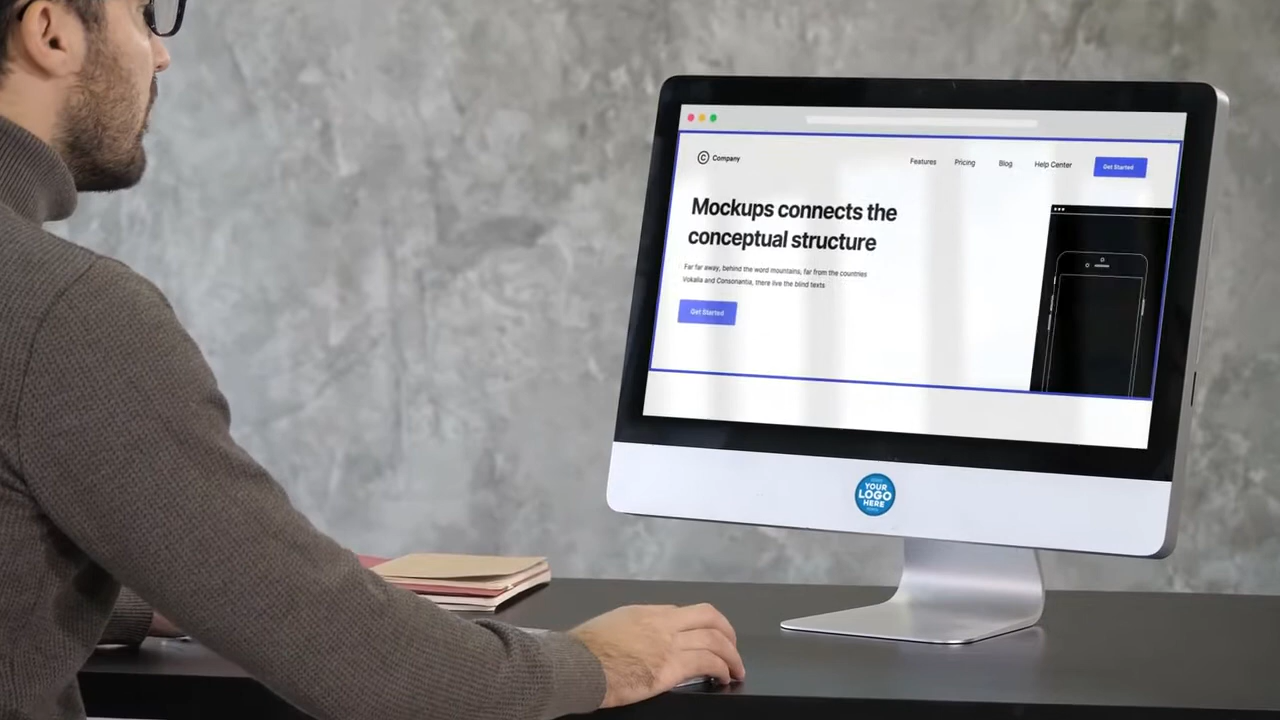 Company
Features Pricing Blog Help Center Get Started
Mockups connects the
conceptual structure
Far far away, behind the word mountains, far from the countries
Vokalia and Consonantia, there live the blind texts
Get Started
YOUR
LOGO
HERE